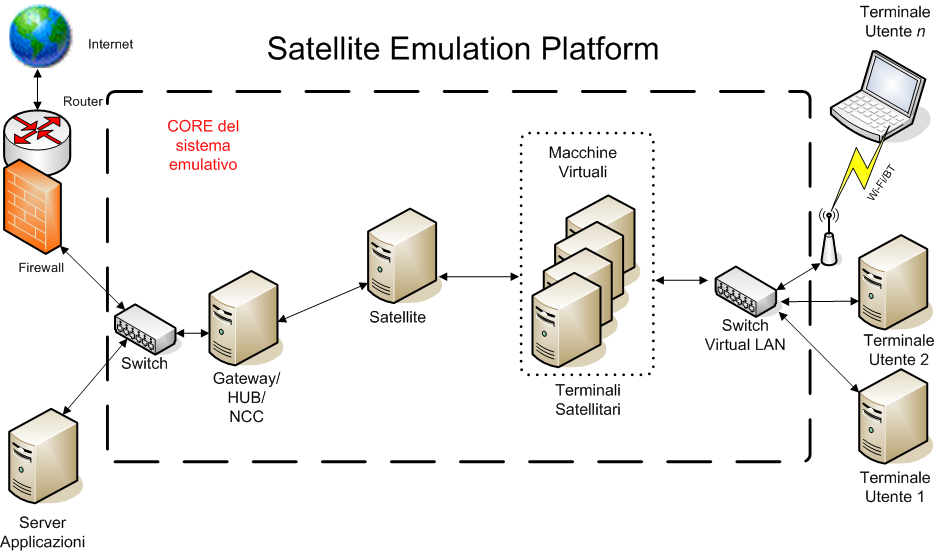 Satellite Emulation Platform
Internet
Router
Firewall
CORE del
sistema
emulativo
Switch
Server
Applicazioni
Gateway/
HUB/
NCC
Satellite
Macchine
Virtuali
Terminali
Satellitari
Switch
Virtual LAN
Terminale
Utente n
Wi-Fi/BT
Terminale
Utente 2
Terminale
Utente 1